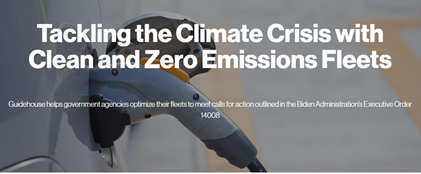 Tackling the Climate Crisis with
Clean and Zero Emissions Fleets
Guidehouse helps government agencies optimize their fleets to meet calls for action outlined in the Biden Administration's Executive Order
14008